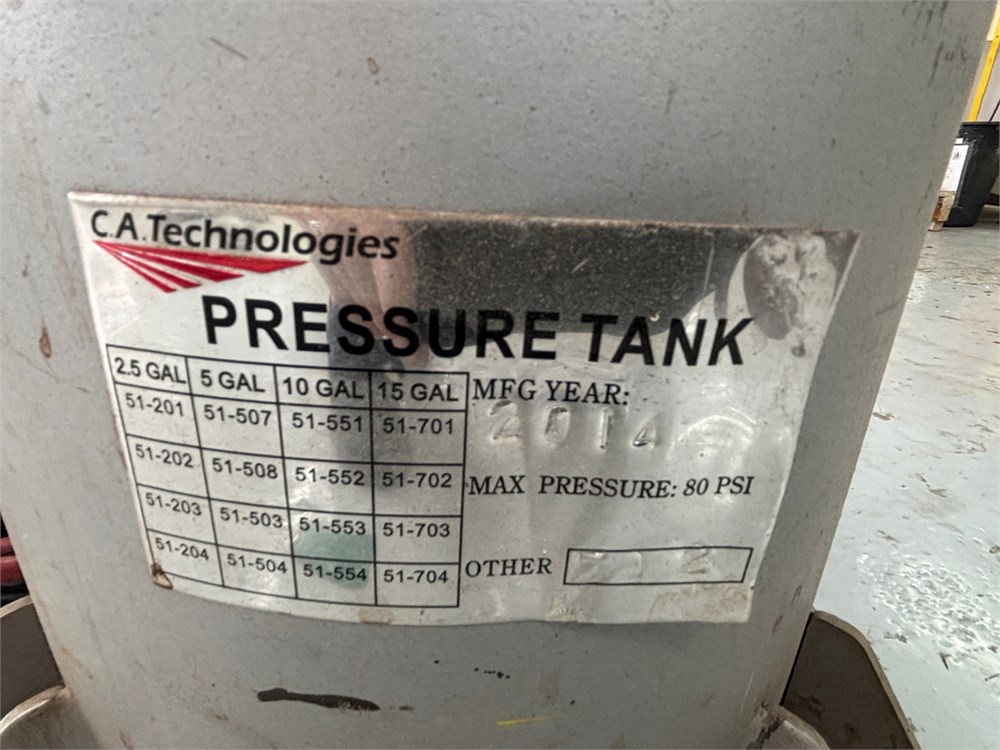 C.A.Technologies
PRESSURE TANK
2.5 GAL 5 GAL 10 GAL 15 GAL
51-201 51-507 51-551 51-701
51-202 51-508 51-552 51-702
51-203 51-503 51-553 51-703
51-204 51-504 51-554 51-704
MFG YEAR:
2014
MAX PRESSURE: 80 PSI
OTHER